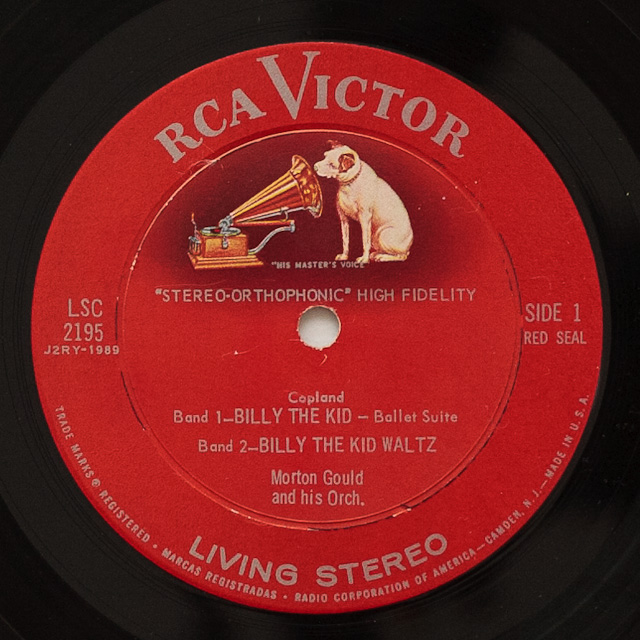 RCA VICTOR
"HIS MASTER'S VOICE"
"STEREO-ORTHOPHONIC" HIGH FIDELITY
LSC
2195
J2RY-1989
SIDE 1
RED SEAL
Copland
Band 1—BILLY THE KID — Ballet Suite
Band 2—BILLY THE KID WALTZ
Morton Gould
and his Orch.
LIVING STEREO
TRADE MARKS ® REGISTERED • MARCAS REGISTRADAS • RADIO CORPORATION OF AMERICA—CAMDEN, N. J.—MADE IN U. S. A.